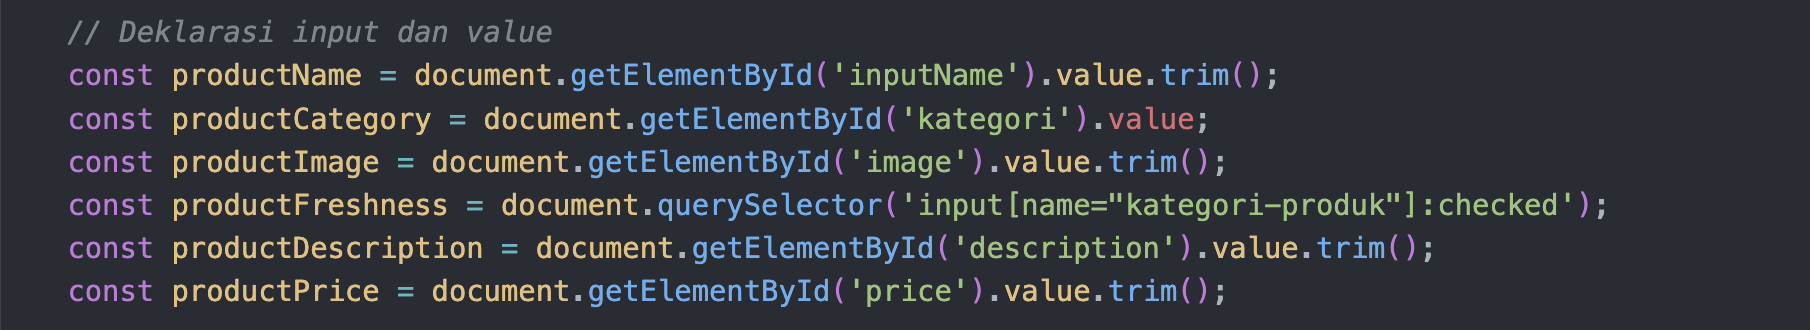 // Deklarasi input dan value
const productName = document.getElementById('inputName').value.trim();
const productCategory = document.getElementById('kategori').value;
const productImage = document.getElementById('image').value.trim();
const productFreshness = document.querySelector('input[name="kategori-produk"]:checked');
const productDescription = document.getElementById('description').value.trim();
const productPrice = document.getElementById('price').value.trim();